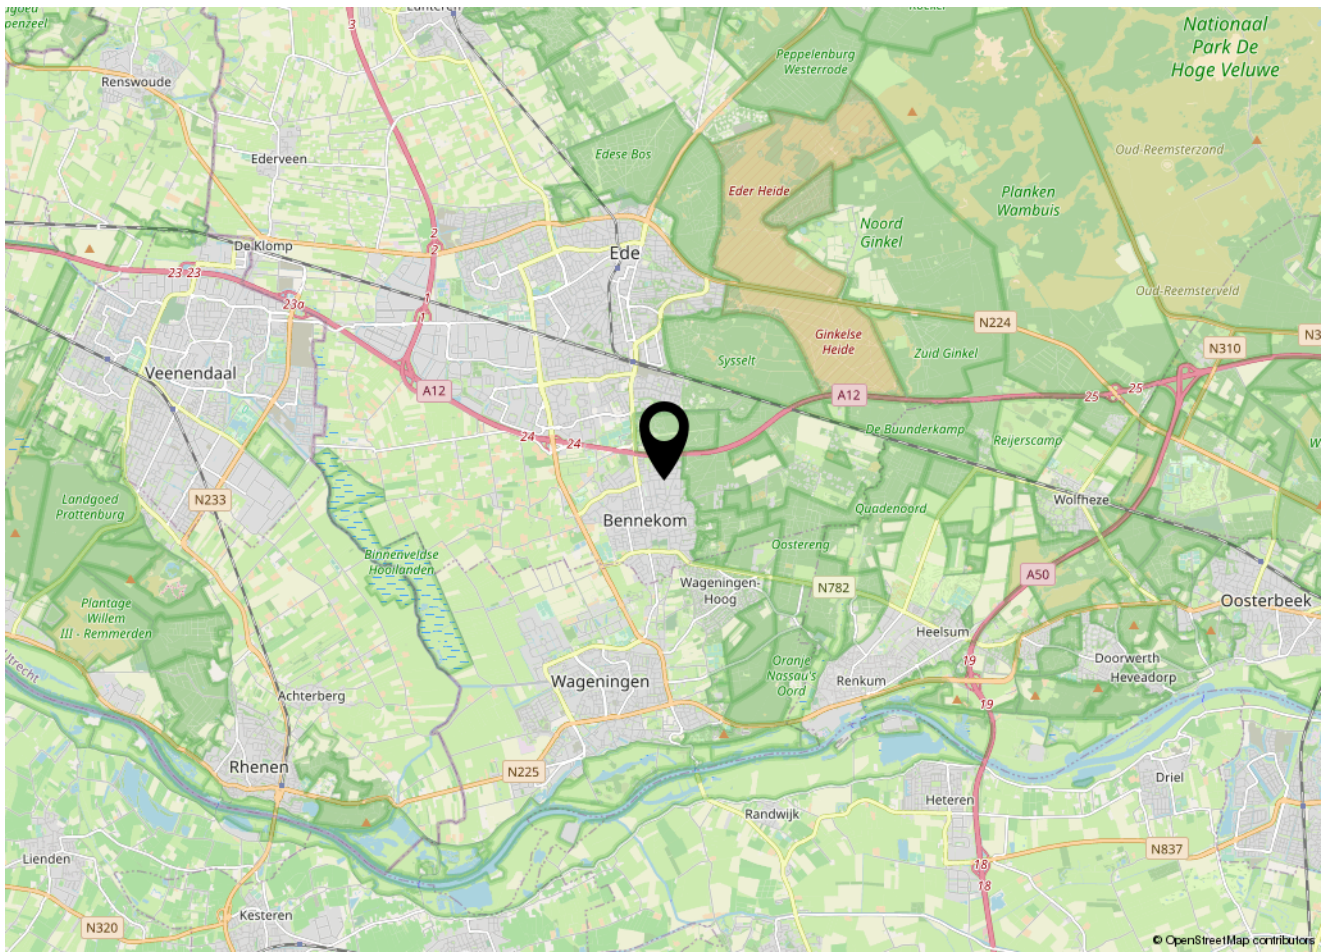 Lunteren
Nationaal
Park De
Hoge Veluwe
Peppelenburg
Westerrode
Renswoude
Edese Bos
Ederveen
Oud-Reemsterzand
Eder Heide
Planken
Wambuis
Noord
Ginkel
De Klomp
Ede
Oud-Reemsterveld
N224
N310
Ginkelse
Heide
Zuid Ginkel
Sysselt
Veenendaal
A12
A12
De Buunderkamp
Reijerscamp
Landgoed
Prattenburg
N233
Wolfheze
Quadenoord
Bennekom
Oostereng
Binnenveldse
Hooilanden
A50
Wageningen-
Hoog
N782
Plantage
Willem
III - Remmerden
Oosterbeek
Heelsum
Doorwerth
Heveadorp
Oranje
Nassau's
Oord
Renkum
Utrecht
Achterberg
Wageningen
Rhenen
N225
Driel
Heteren
Randwijk
N837
Lienden
Kesteren
N320
3
2
2
1
1
23 23
23a
24
24
25
25
19
19
18
18
© OpenStreetMap contributors